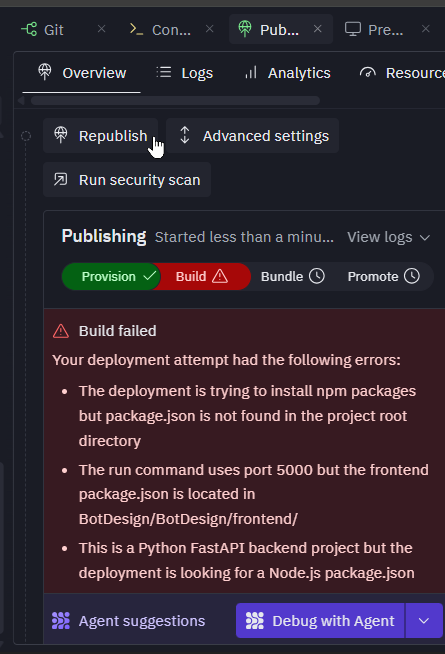 Git
Con...
Pub...
Pre...
Overview
Logs
Analytics
Resourc
Republish
Advanced settings
Run security scan
Publishing Started less than a minu... View logs
Provision
Build
Bundle
Promote
Build failed
Your deployment attempt had the following errors:
• The deployment is trying to install npm packages
but package.json is not found in the project root
directory
• The run command uses port 5000 but the frontend
package.json is located in
BotDesign/BotDesign/frontend/
• This is a Python FastAPI backend project but the
deployment is looking for a Node.js package.json
Agent suggestions
Debug with Agent